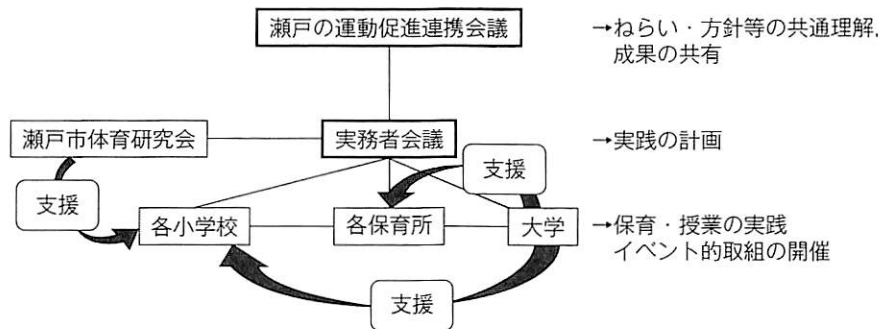 瀬戸の運動促進連携会議
→ねらい・方針等の共通理解,
成果の共有
瀬戸市体育研究会
実務者会議
→実践の計画
支援
支援
各小学校
各保育所
大学
→保育・授業の実践
イベント的取組の開催
支援